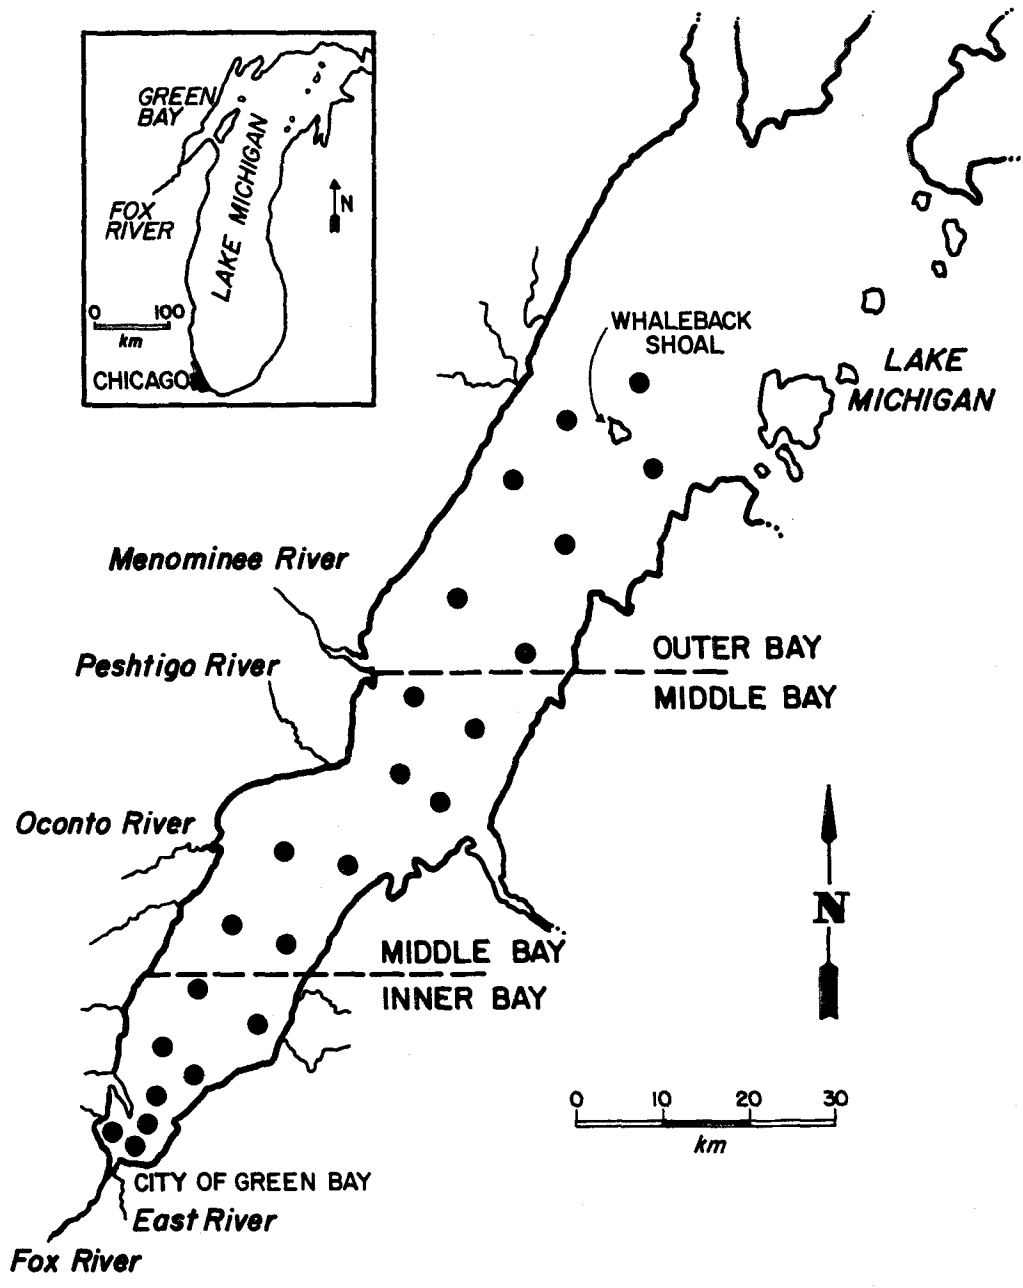 GREEN
BAY
LAKE MICHIGAN
FOX
RIVER
N
0 100
km
CHICAGO
WHALEBACK
SHOAL
LAKE
MICHIGAN
Menominee River
Peshtigo River
OUTER BAY
MIDDLE BAY
Oconto River
N
MIDDLE BAY
INNER BAY
0 10 20 30
km
CITY OF GREEN BAY
East River
Fox River